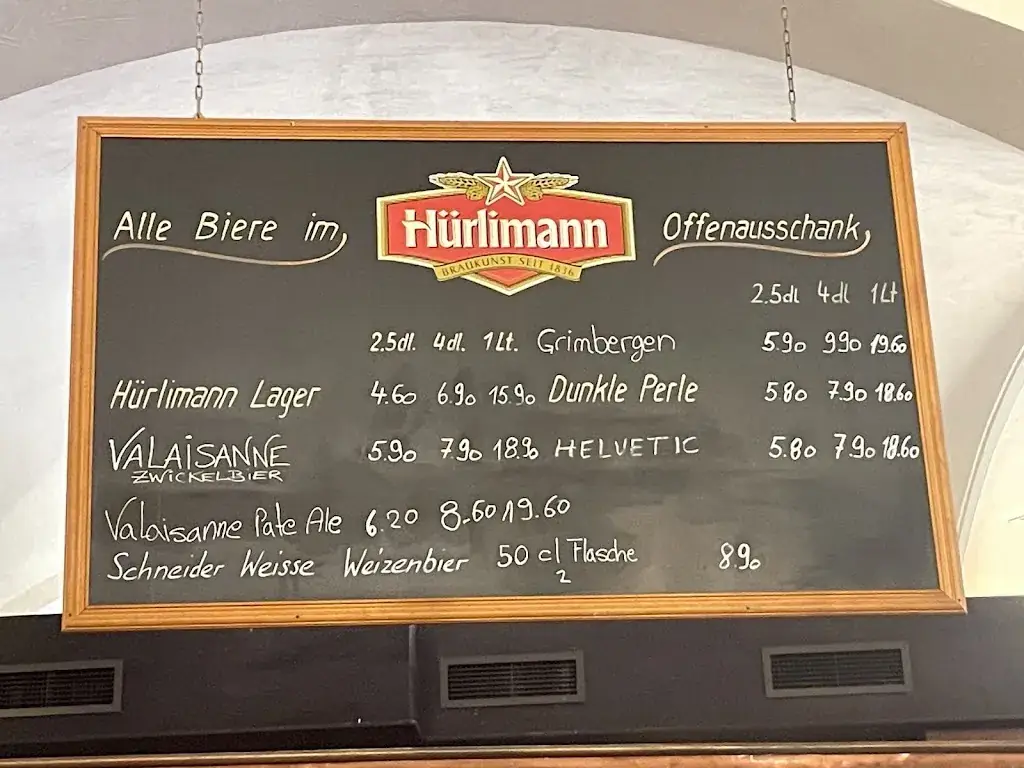 Alle Biere im Hürlimann Offenausschank
BRAUKUNST SEIT 1836
2.5dl 4dl 1Lt
2.5dl. 4dl. 1Lt. Grimbergen 5.90 9.90 19.60
Hürlimann Lager 4.60 6.90 15.90 Dunkle Perle 5.80 7.90 18.60
VALAISANNE 5.90 7.90 18.90 HELVETIC 5.80 7.90 18.60
ZWICKELBIER
Valaisanne Pale Ale 6.20 8.60 19.60
Schneider Weisse Weizenbier 50 cl Flasche 8.90
2